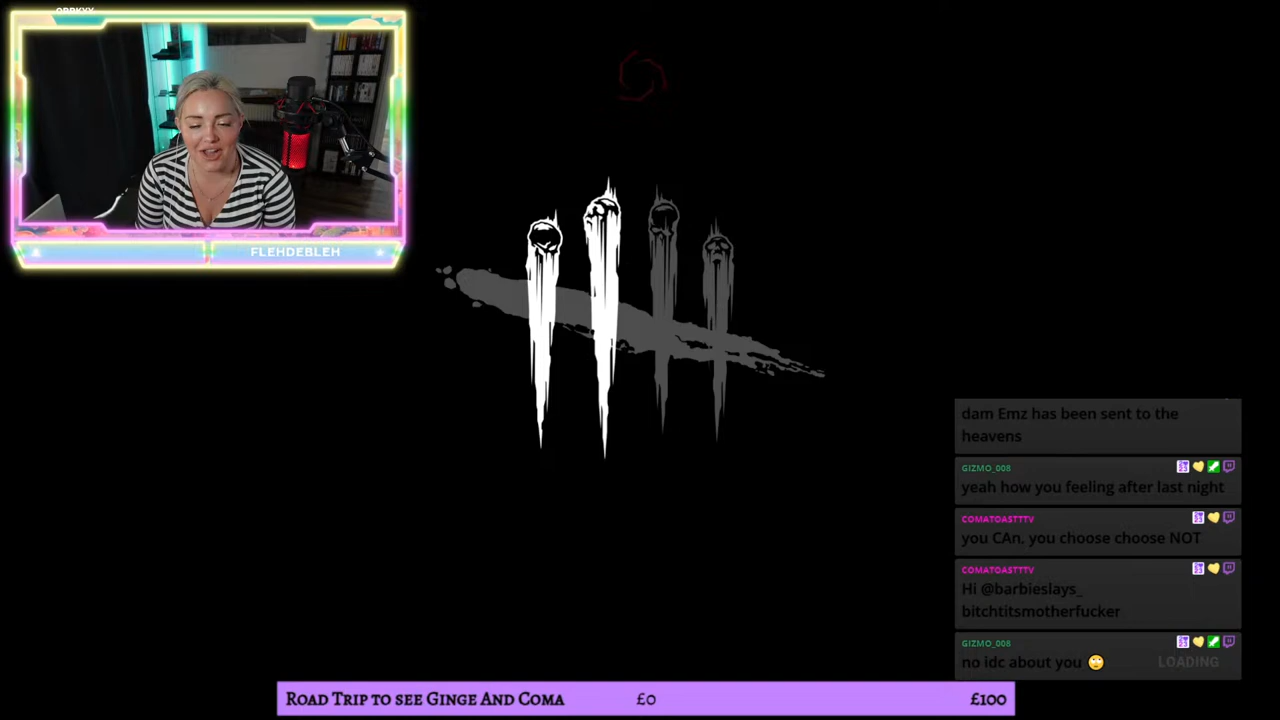 ORRKYY
FLEHDEBLEH
dam Emz has been sent to the
heavens
GIZMO_008
yeah how you feeling after last night
COMATOASTTTV
you CAn, you choose choose NOT
COMATOASTTTV
Hi @barbieslays_
bitchtitsmotherfucker
GIZMO_008
no idc about you 🙄
LOADING
ROAD TRIP TO SEE GINGE AND COMA £0 £100